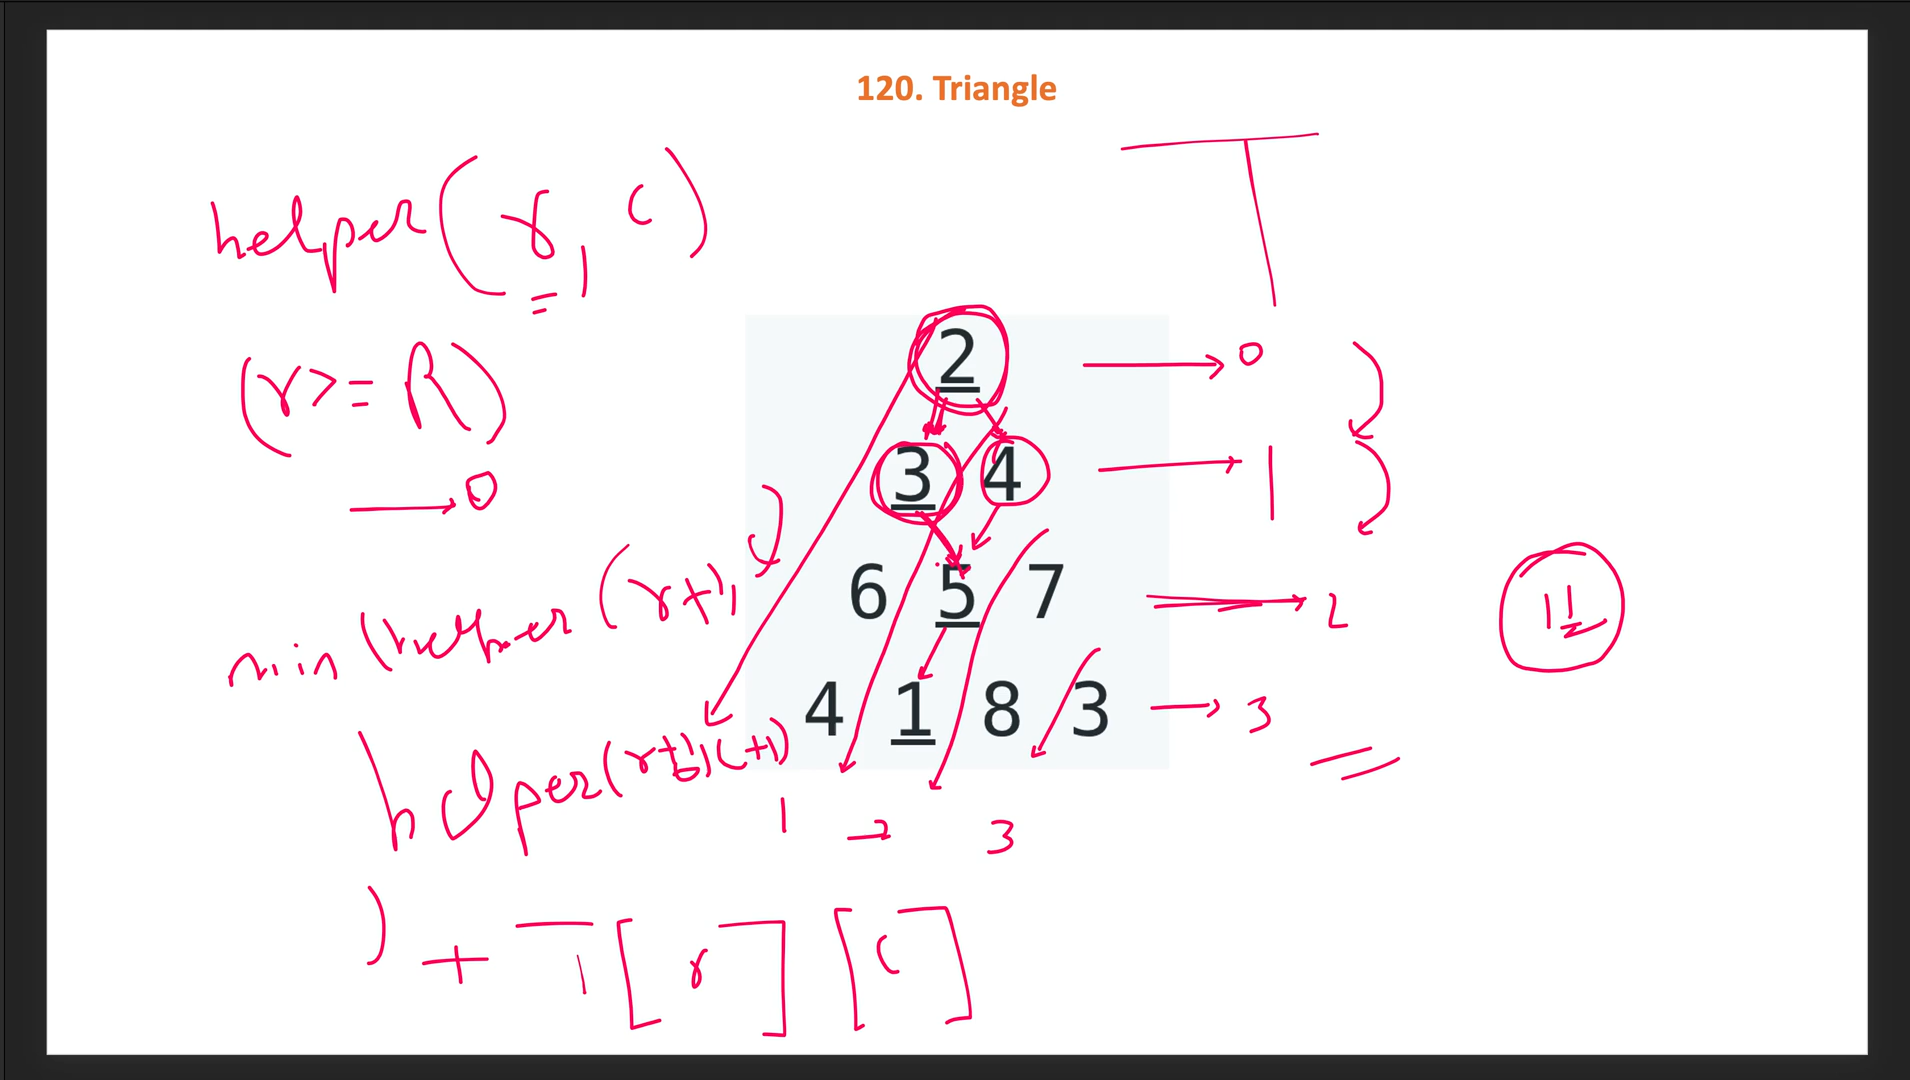 120. Triangle
T
helper(r, c)
2 → 0
(r>=R)
3 4 → 1
→ 0
6 5 7 → 2
11
min(helper(r+1, c)
4 1 8 3 → 3
helper(r+1, c+1)
1 → 2 3
) + T[r][c]